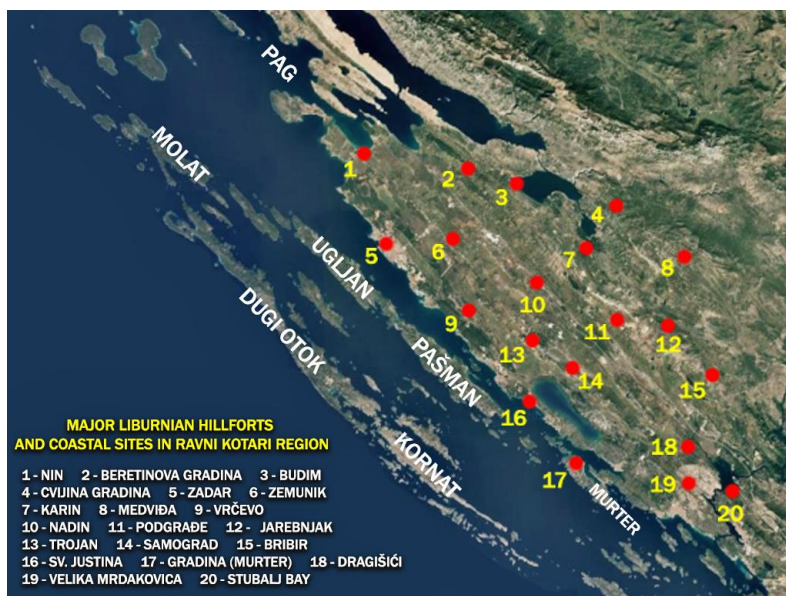 PAG
MOLAT
1
2
3
4
5
6
7
8
UGLJAN
DUGI OTOK
9
10
11
12
PAŠMAN
13
14
15
16
KORNAT
17
MURTER
18
19
20
MAJOR LIBURNIAN HILLFORTS
AND COASTAL SITES IN RAVNI KOTARI REGION
1 - NIN 2 - BERETINOVA GRADINA 3 - BUDIM
4 - CVIJINA GRADINA 5 - ZADAR 6 - ZEMUNIK
7 - KARIN 8 - MEDVIĐA 9 - VRČEVO
10 - NADIN 11 - PODGRAĐE 12 - JAREBNJAK
13 - TROJAN 14 - SAMOGRAD 15 - BRIBIR
16 - SV. JUSTINA 17 - GRADINA (MURTER) 18 - DRAGIŠIĆI
19 - VELIKA MRDAKOVICA 20 - STUBALJ BAY